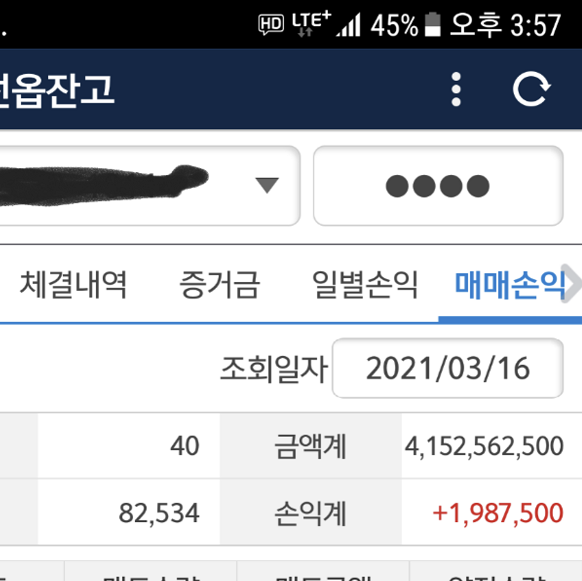 HD LTE+ 45% 오후 3:57
선옵잔고
●●●●
체결내역 증거금 일별손익 매매손익
조회일자 2021/03/16
40 금액계 4,152,562,500
82,534 손익계 +1,987,500